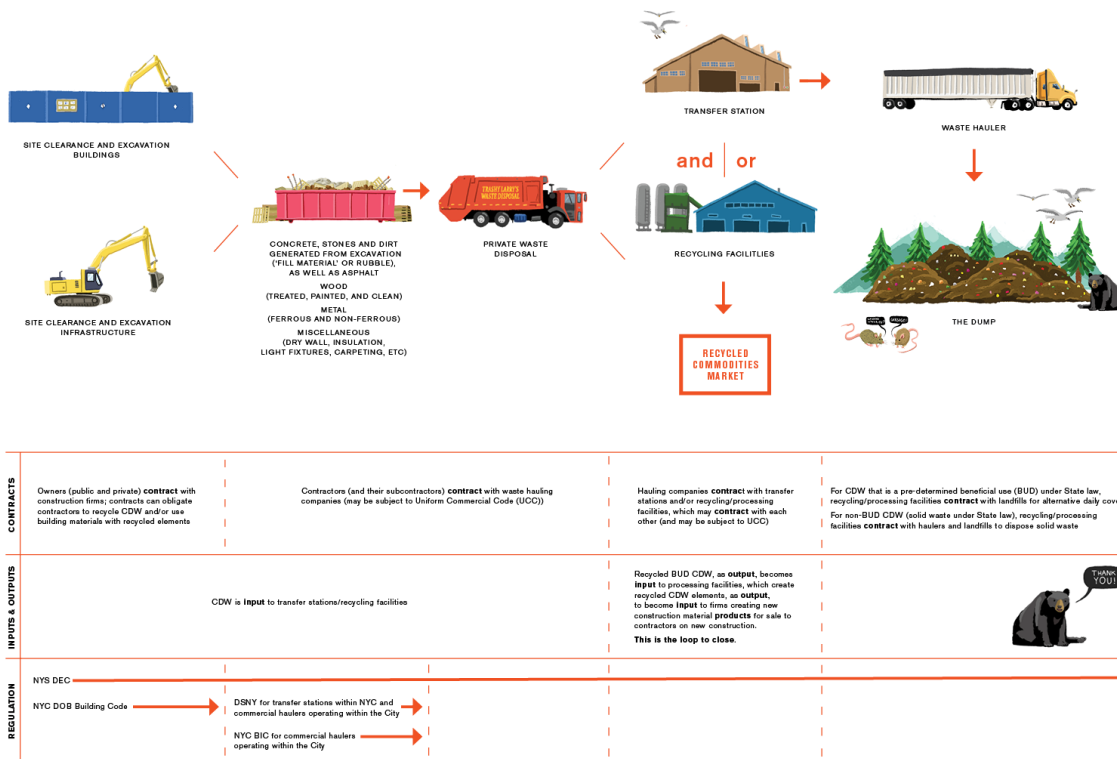 TRANSFER STATION
WASTE HAULER
SITE CLEARANCE AND EXCAVATION
BUILDINGS
and or
TRASHY LARRY'S
WASTE DISPOSAL
CONCRETE, STONES AND DIRT
GENERATED FROM EXCAVATION
('FILL MATERIAL' OR RUBBLE),
AS WELL AS ASPHALT
WOOD
(TREATED, PAINTED, AND CLEAN)
METAL
(FERROUS AND NON-FERROUS)
MISCELLANEOUS
(DRY WALL, INSULATION,
LIGHT FIXTURES, CARPETING, ETC)
PRIVATE WASTE
DISPOSAL
RECYCLING FACILITLIES
SITE CLEARANCE AND EXCAVATION
INFRASTRUCTURE
THE DUMP
RECYCLED
COMMODITIES
MARKET
CONTRACTS
Owners (public and private) contract with
construction firms; contracts can obligate
contractors to recycle CDW and/or use
building materials with recycled elements
Contractors (and their subcontractors) contract with waste hauling
companies (may be subject to Uniform Commercial Code (UCC))
Hauling companies contract with transfer
stations and/or recycling/processing
facilities, which may contract with each
other (and may be subject to UCC)
For CDW that is a pre-determined beneficial use (BUD) under State law,
recycling/processing facilities contract with landfills for alternative daily cove
For non-BUD CDW (solid waste under State law), recycling/processing
facilities contract with haulers and landfills to dispose solid waste
INPUTS & OUTPUTS
CDW is input to transfer stations/recycling facilities
Recycled BUD CDW, as output, becomes
input to processing facilities, which create
recycled CDW elements, as output,
to become input to firms creating new
construction material products for sale to
contractors on new construction.
This is the loop to close.
THANK
YOU!
REGULATION
NYS DEC
NYC DOB Building Code
DSNY for transfer stations within NYC and
commercial haulers operating within the City
NYC BIC for commercial haulers
operating within the City